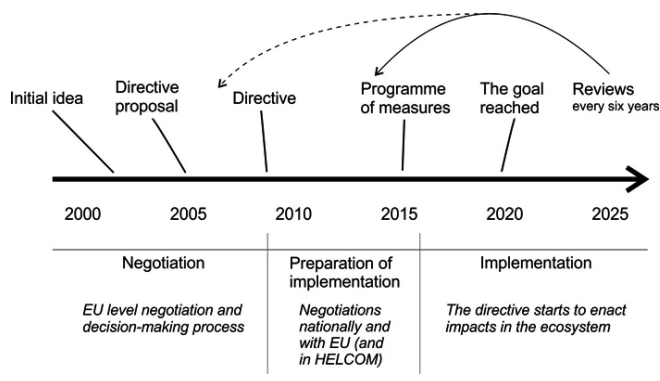 Initial idea
Directive
proposal
Directive
Programme
of measures
The goal
reached
Reviews
every six years
2000
2005
2010
2015
2020
2025
Negotiation
EU level negotiation and
decision-making process
Preparation of
implementation
Negotiations
nationally and
with EU (and
in HELCOM)
Implementation
The directive starts to enact
impacts in the ecosystem